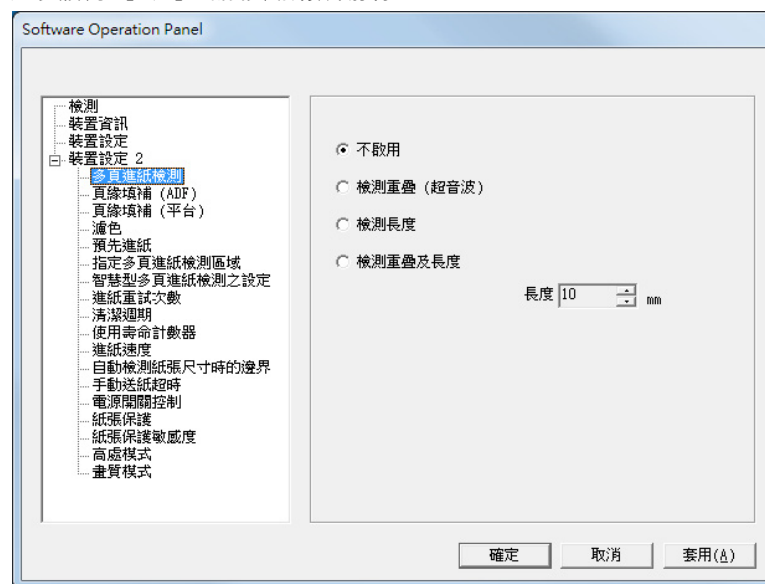 Software Operation Panel
檢測
裝置資訊
裝置設定
裝置設定 2
多頁進紙檢測
頁緣填補 (ADF)
頁緣填補 (平台)
濾色
預先進紙
指定多頁進紙檢測區域
智慧型多頁進紙檢測之設定
進紙重試次數
清潔週期
使用壽命計數器
進紙速度
自動檢測紙張尺寸時的邊界
手動送紙超時
電源開關控制
紙張保護
紙張保護敏感度
高處模式
畫質模式
不啟用
檢測重疊 (超音波)
檢測長度
檢測重疊及長度
長度 10 mm
確定 取消 套用(A)